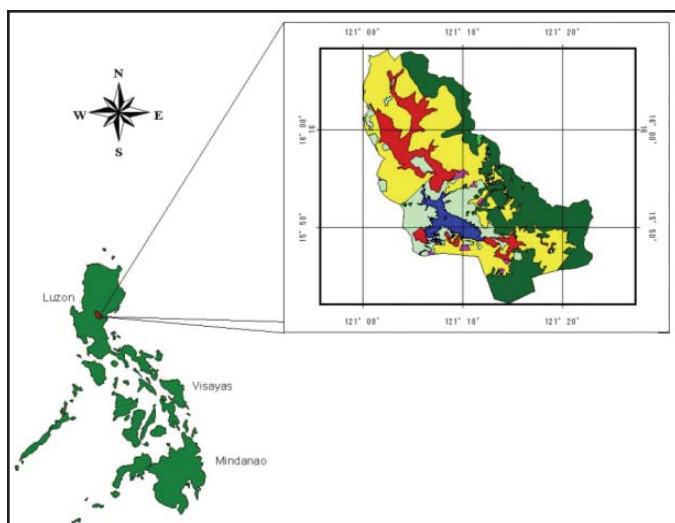 121° 00' 121° 10' 121° 20'
N
W E
S
16° 00'
16° 00'
15° 50'
15° 50'
121° 00' 121° 10' 121° 20'
Luzon
Visayas
Mindanao